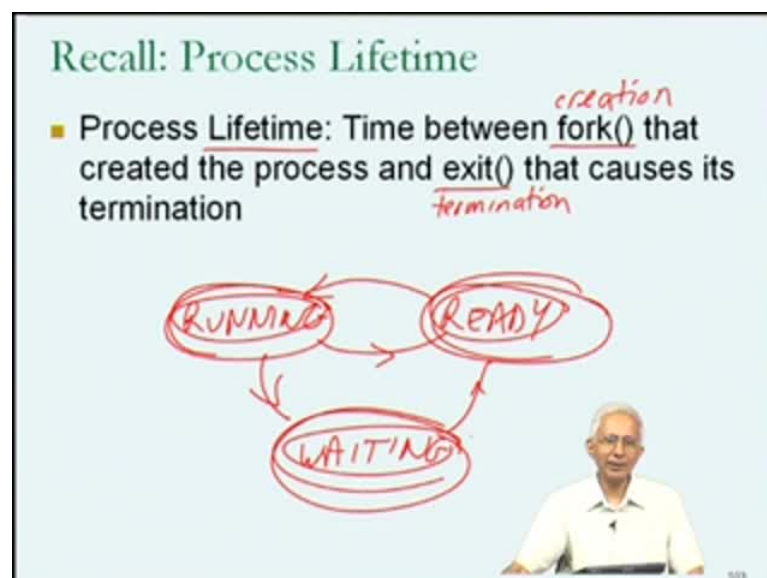 Recall: Process Lifetime
creation
Process Lifetime: Time between fork() that
created the process and exit() that causes its
termination
termination
RUNNING
READY
WAITING